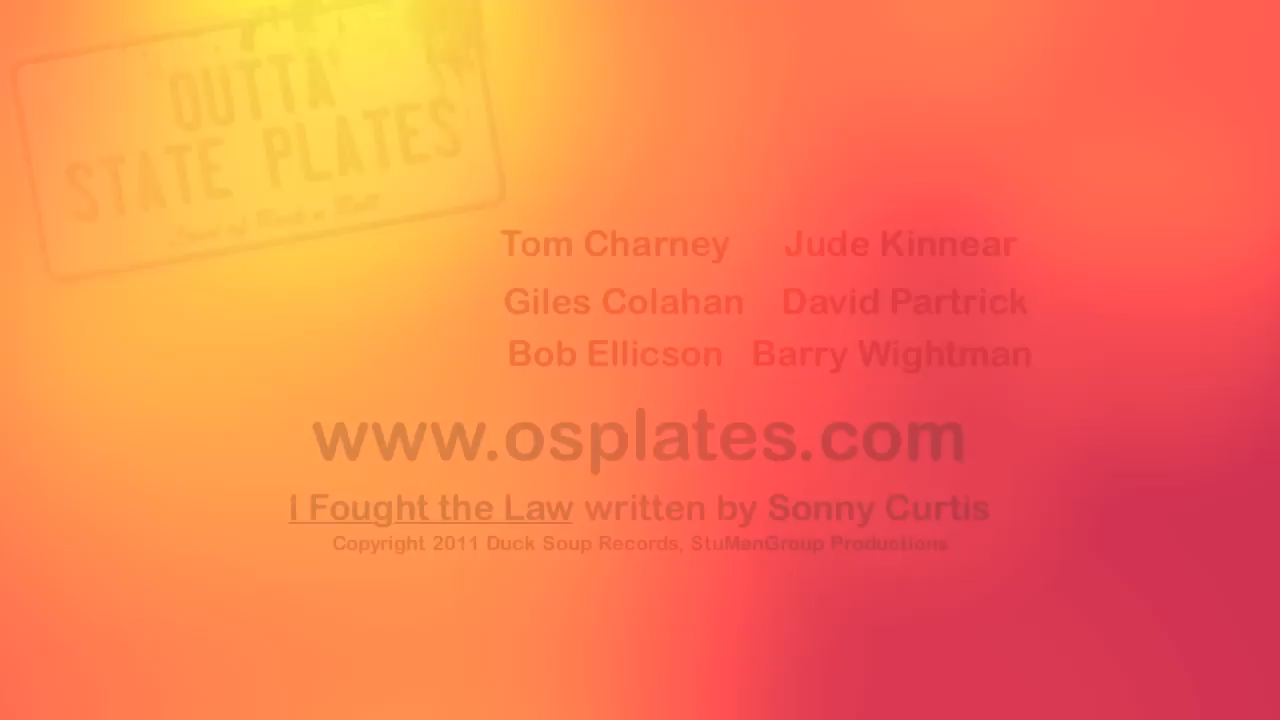 OUTTA
STATE PLATES
Tom Charney Jude Kinnear
Giles Colahan David Partrick
Bob Ellicson Barry Wightman
www.osplates.com
I Fought the Law written by Sonny Curtis
Copyright 2011 Duck Soup Records, StuManGroup Productions